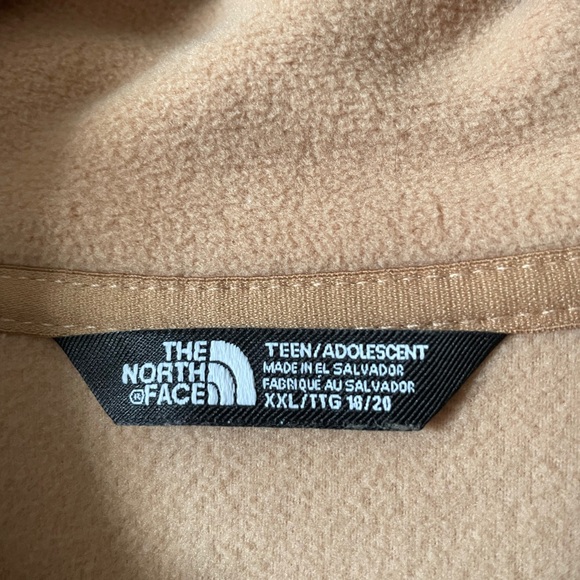 THE
NORTH
®FACE
TEEN/ADOLESCENT
MADE IN EL SALVADOR
FABRIQUÉ AU SALVADOR
XXL/TTG 18/20